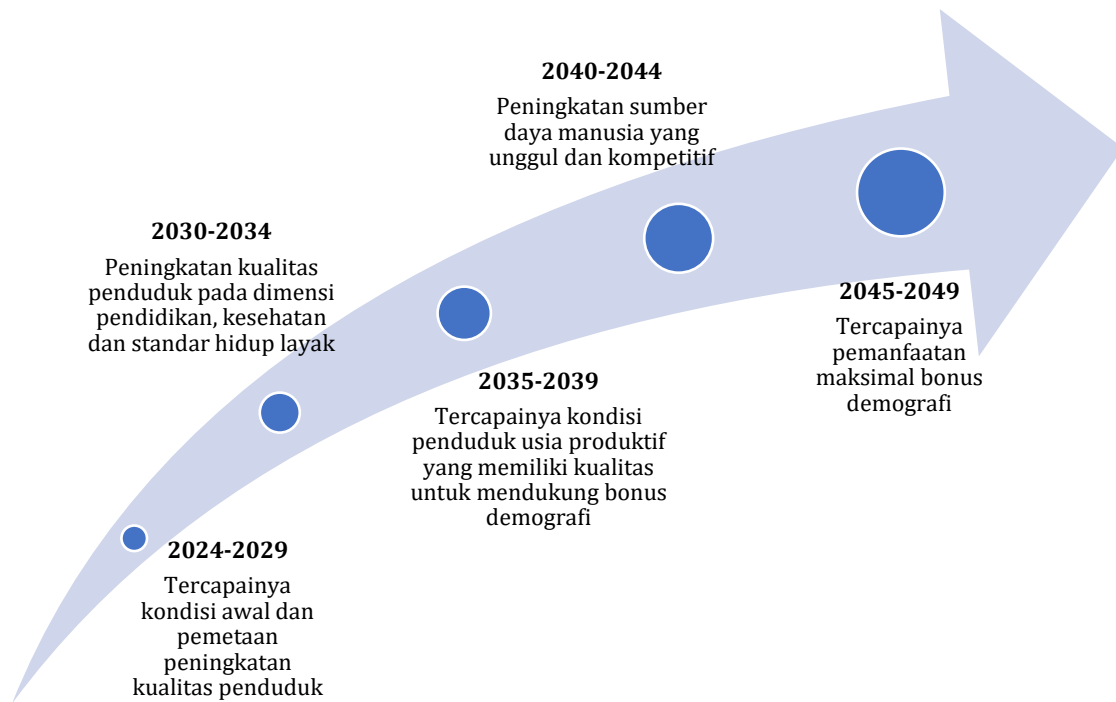 2024-2029
Tercapainya
kondisi awal dan
pemetaan
peningkatan
kualitas penduduk
2030-2034
Peningkatan kualitas
penduduk pada dimensi
pendidikan, kesehatan
dan standar hidup layak
2035-2039
Tercapainya kondisi
penduduk usia produktif
yang memiliki kualitas
untuk mendukung bonus
demografi
2040-2044
Peningkatan sumber
daya manusia yang
unggul dan kompetitif
2045-2049
Tercapainya
pemanfaatan
maksimal bonus
demografi